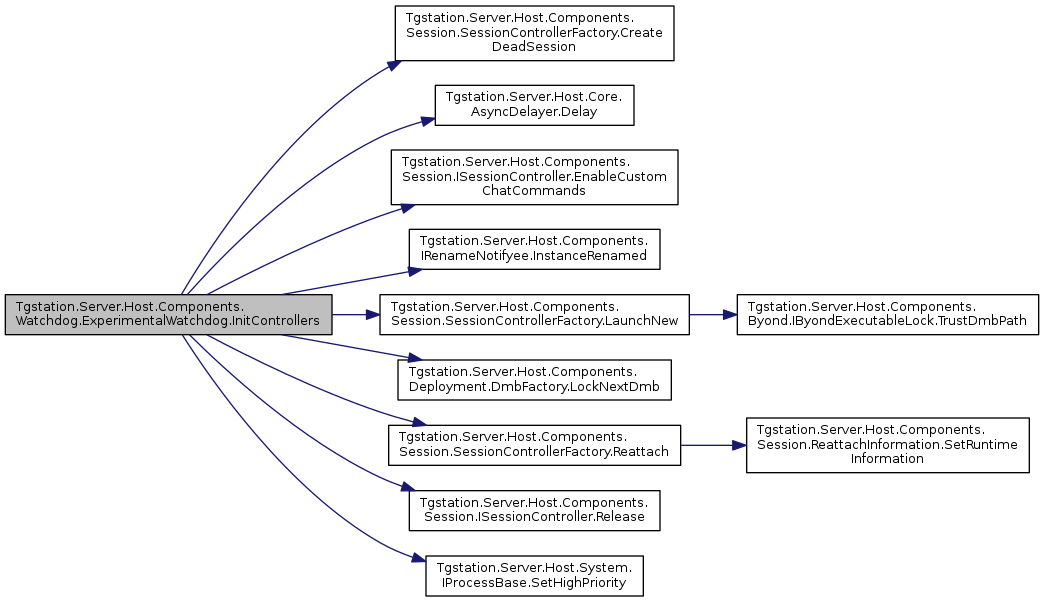 Tgstation.Server.Host.Components.
Session.SessionControllerFactory.Create
DeadSession
Tgstation.Server.Host.Core.
AsyncDelayer.Delay
Tgstation.Server.Host.Components.
Session.ISessionController.EnableCustom
ChatCommands
Tgstation.Server.Host.Components.
IRenameNotifyee.InstanceRenamed
Tgstation.Server.Host.Components.
Watchdog.ExperimentalWatchdog.InitControllers
Tgstation.Server.Host.Components.
Session.SessionControllerFactory.LaunchNew
Tgstation.Server.Host.Components.
Byond.IByondExecutableLock.TrustDmbPath
Tgstation.Server.Host.Components.
Deployment.DmbFactory.LockNextDmb
Tgstation.Server.Host.Components.
Session.SessionControllerFactory.Reattach
Tgstation.Server.Host.Components.
Session.ReattachInformation.SetRuntime
Information
Tgstation.Server.Host.Components.
Session.ISessionController.Release
Tgstation.Server.Host.System.
IProcessBase.SetHighPriority